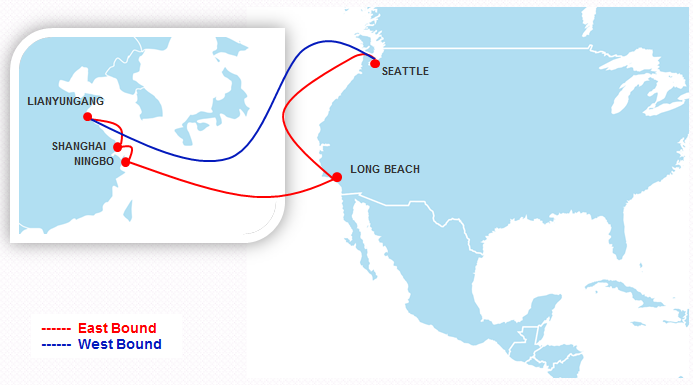 LIANYUNGANG
SHANGHAI
NINGBO
SEATTLE
LONG BEACH
------ East Bound
------ West Bound